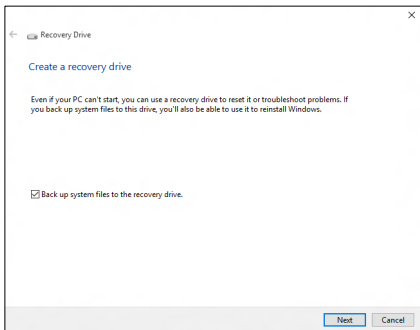 Recovery Drive
Create a recovery drive
Even if your PC can't start, you can use a recovery drive to reset it or troubleshoot problems. If
you back up system files to this drive, you'll also be able to use it to reinstall Windows.
Back up system files to the recovery drive.
Next Cancel